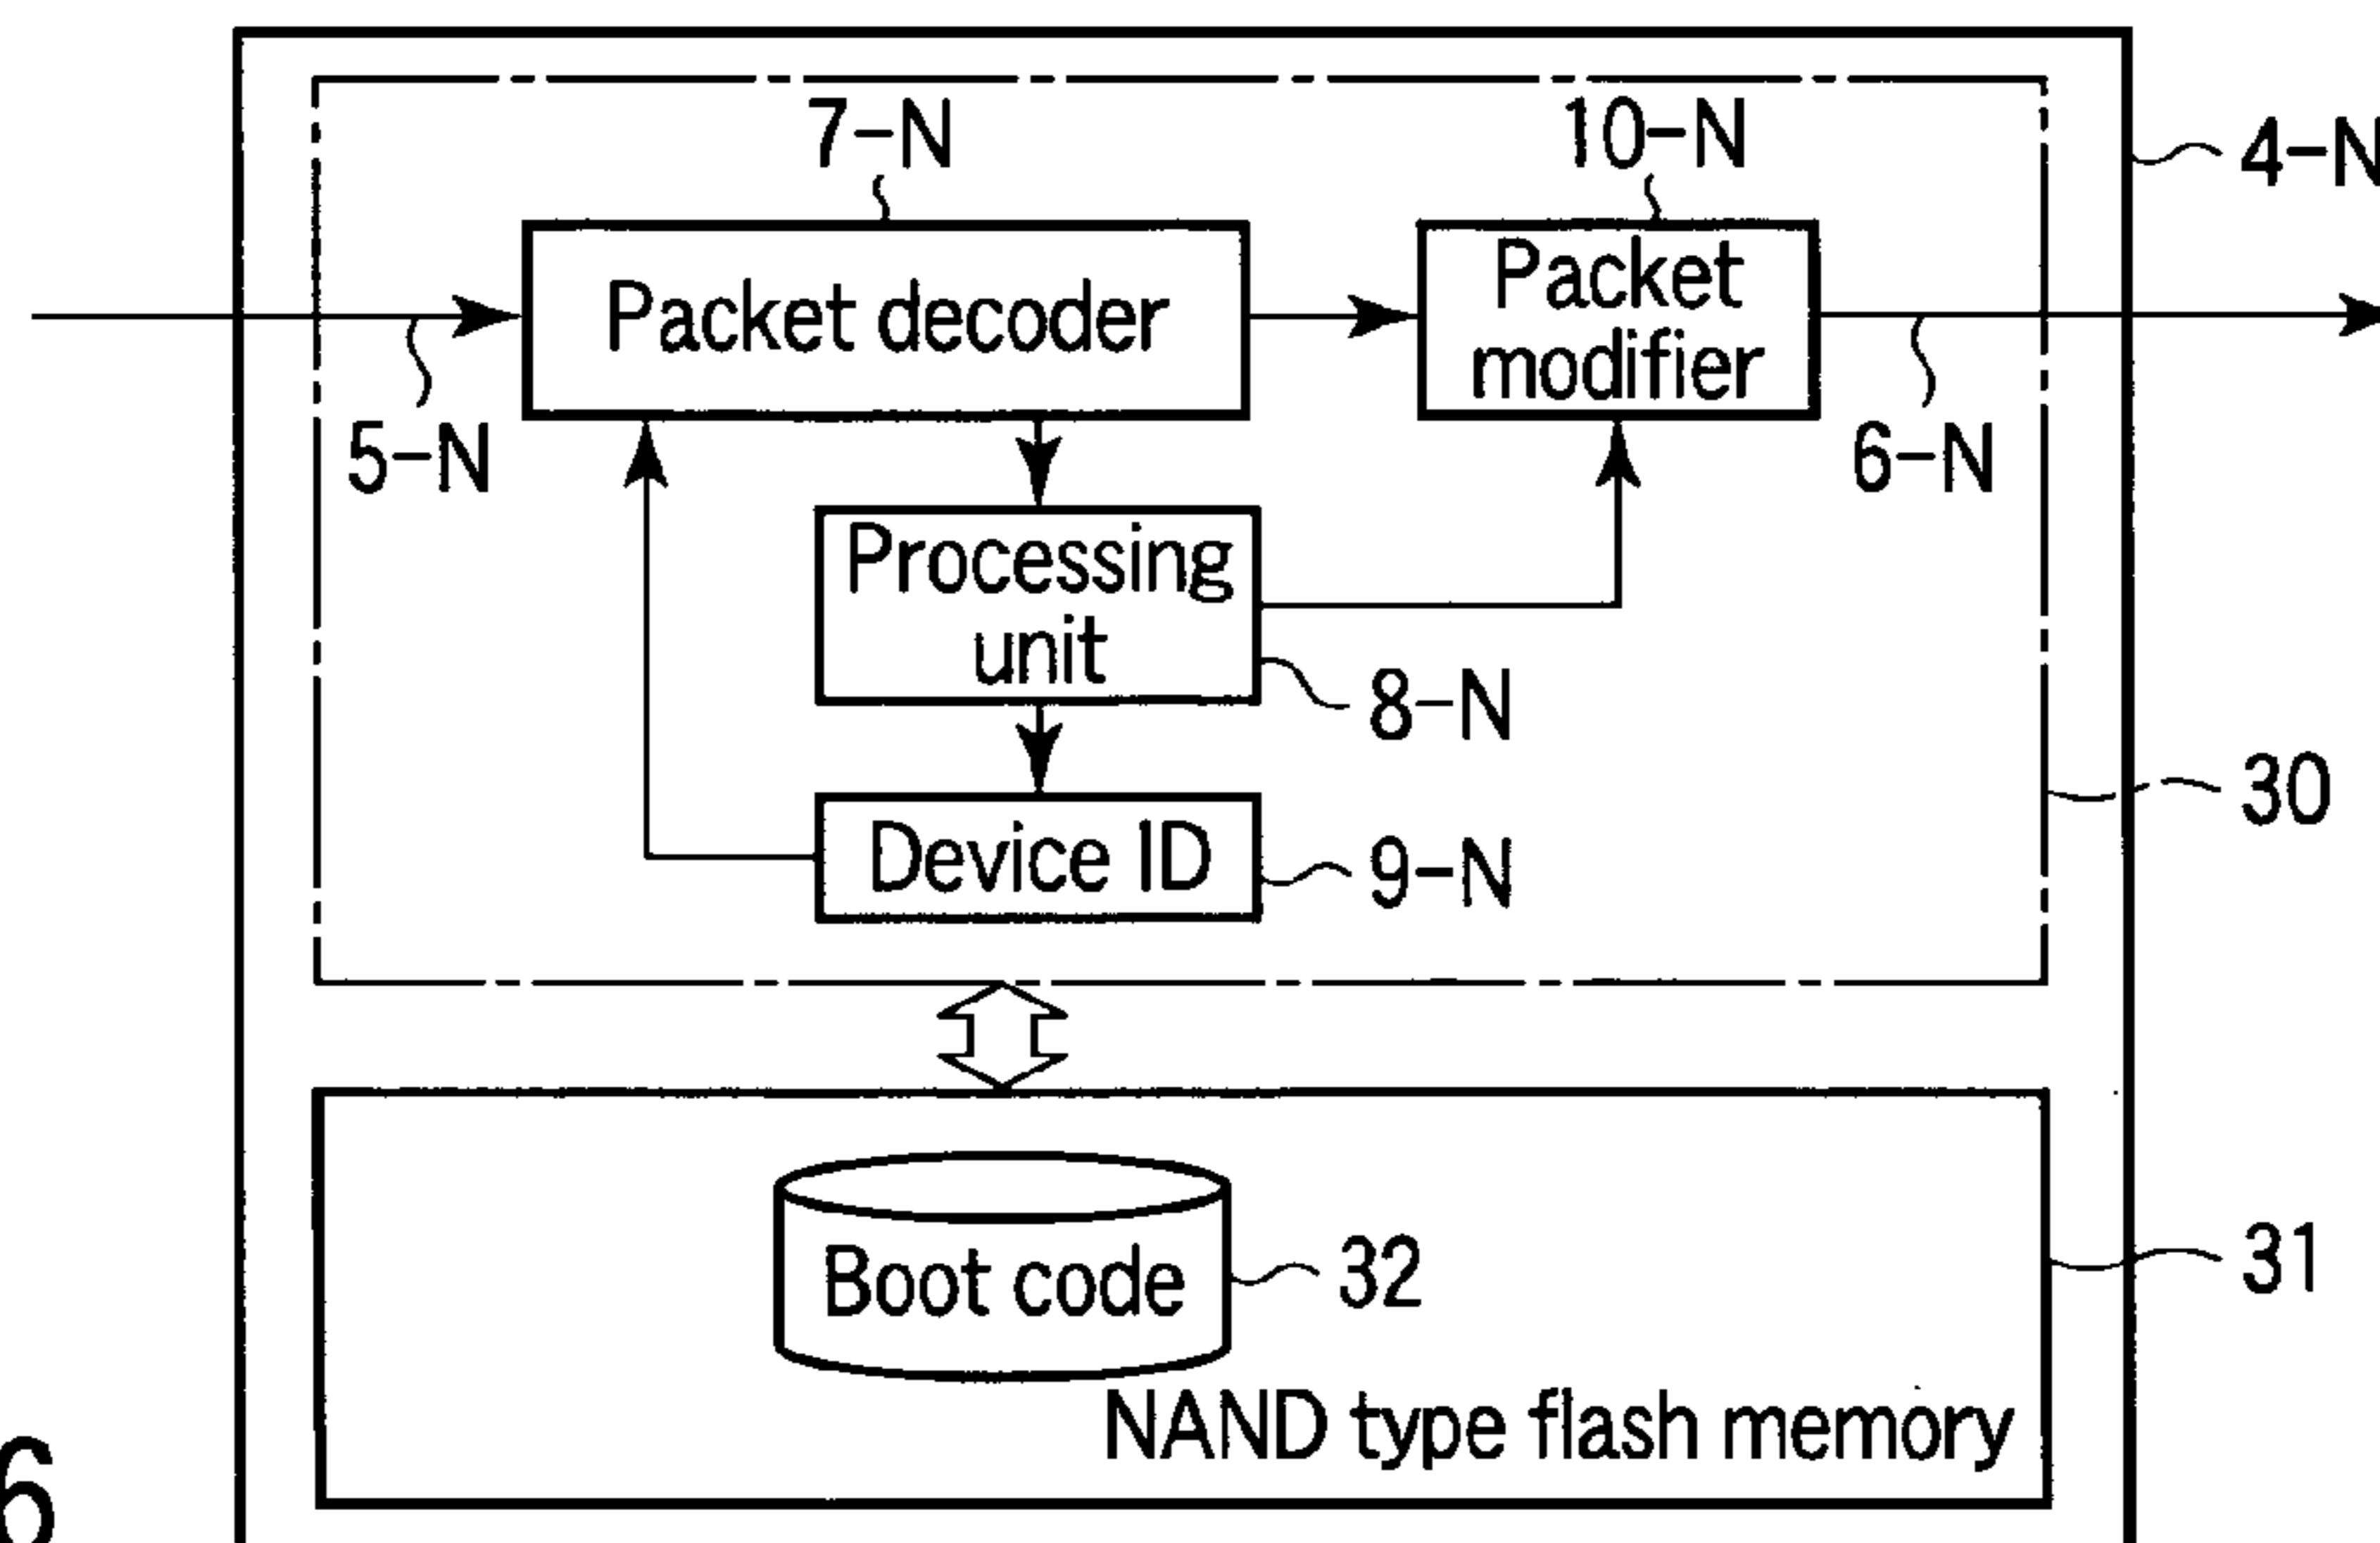 7-N
10-N
4-N
Packet decoder
Packet
modifier
5-N
6-N
Processing
unit
8-N
30
Device ID
9-N
31
Boot code
32
NAND type flash memory
6